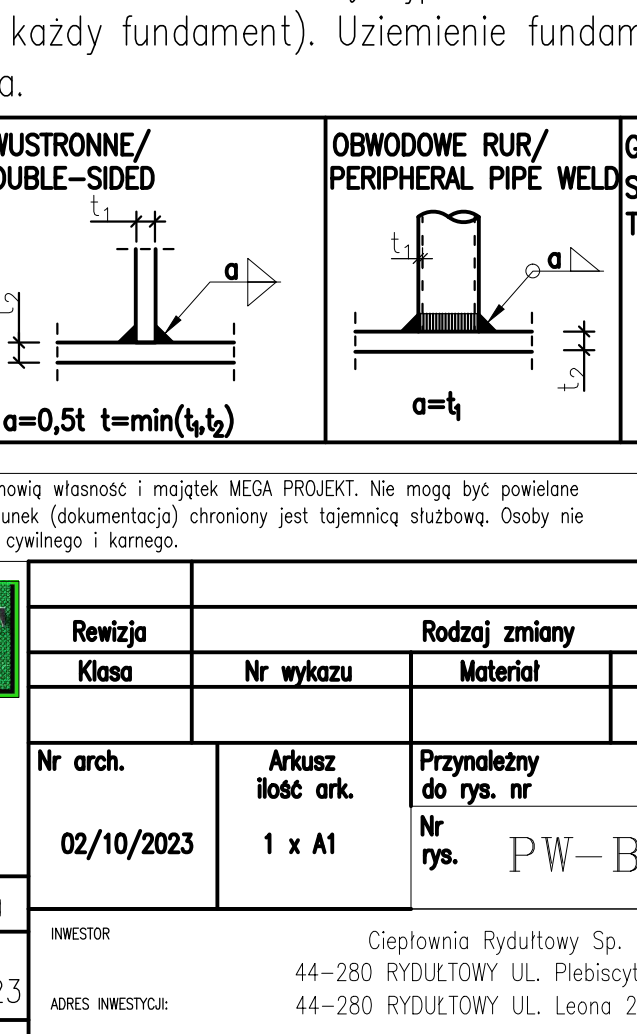 każdy fundament). Uziemienie fundam
a.
WUSTRONNE/
OUBLE-SIDED
t1
a
t2
a=0,5t t=min(t1,t2)
OBWODOWE RUR/
PERIPHERAL PIPE WELD
t1
a
t2
a=t1
G
S
T
nowią własność i majątek MEGA PROJEKT. Nie mogą być powielane
unek (dokumentacja) chroniony jest tajemnicą służbową. Osoby nie
cywilnego i karnego.
Rewizja Rodzaj zmiany
Klasa Nr wykazu Materiał
Nr arch.
02/10/2023
Arkusz
ilość ark.
1 x A1
Przynależny
do rys. nr
Nr
rys.
PW-B
23
INWESTOR
Ciepłownia Rydułtowy Sp.
44-280 RYDUŁTOWY UL. Plebiscyt
ADRES INWESTYCJI:
44-280 RYDUŁTOWY UL. Leona 2